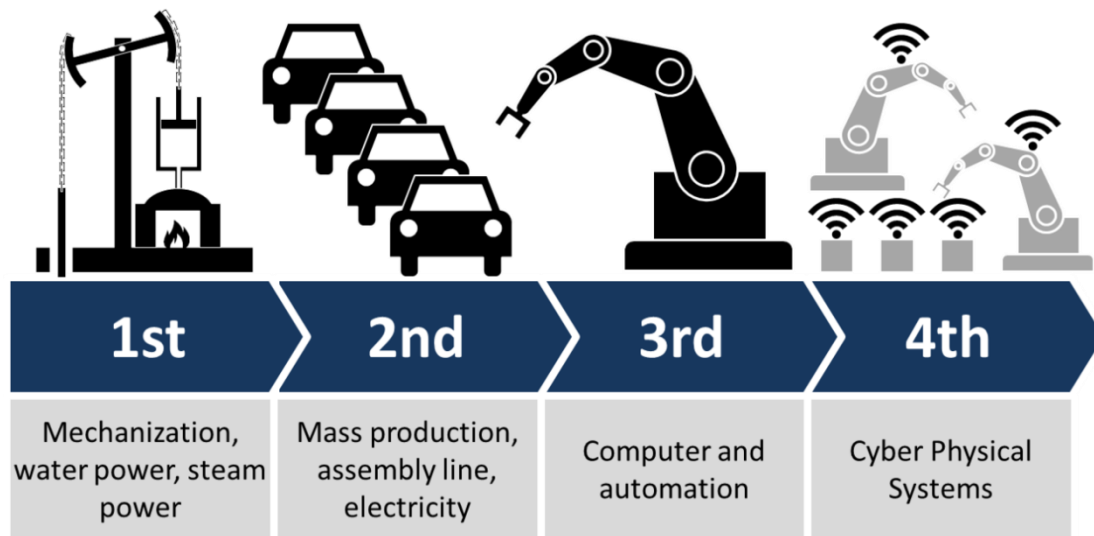 1st
2nd
3rd
4th
Mechanization,
water power, steam
power
Mass production,
assembly line,
electricity
Computer and
automation
Cyber Physical
Systems